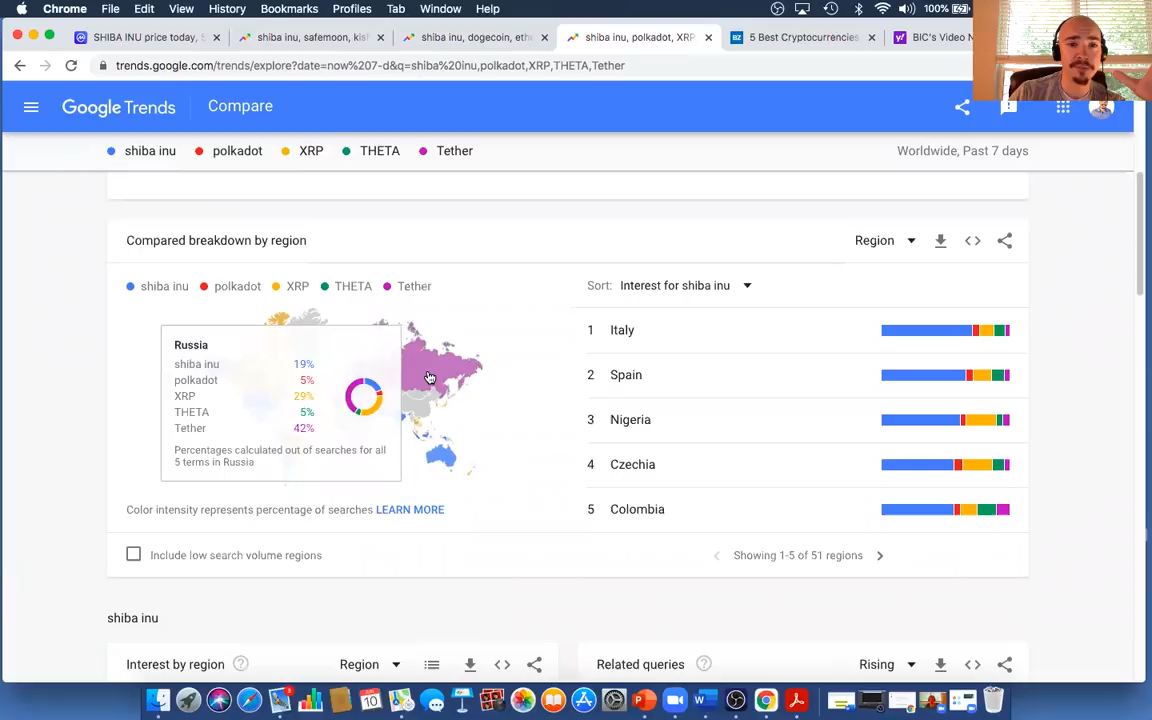 Chrome File Edit View History Bookmarks Profiles Tab Window Help 100%
SHIBA INU price today, S
shiba inu, safemoon, kish
shiba inu, dogecoin, ethe
shiba inu, polkadot, XRP
BZ 5 Best Cryptocurrencies
y! BIC's Video N
trends.google.com/trends/explore?date=now%207-d&q=shiba%20inu,polkadot,XRP,THETA,Tether
Google Trends Compare
shiba inu polkadot XRP THETA Tether Worldwide, Past 7 days
Compared breakdown by region Region
shiba inu polkadot XRP THETA Tether
Russia
shiba inu 19%
polkadot 5%
XRP 29%
THETA 5%
Tether 42%
Percentages calculated out of searches for all
5 terms in Russia
Color intensity represents percentage of searches LEARN MORE
Include low search volume regions
Sort: Interest for shiba inu
1 Italy
2 Spain
3 Nigeria
4 Czechia
5 Colombia
Showing 1-5 of 51 regions
shiba inu
Interest by region ? Region
Related queries ? Rising
JUN
10